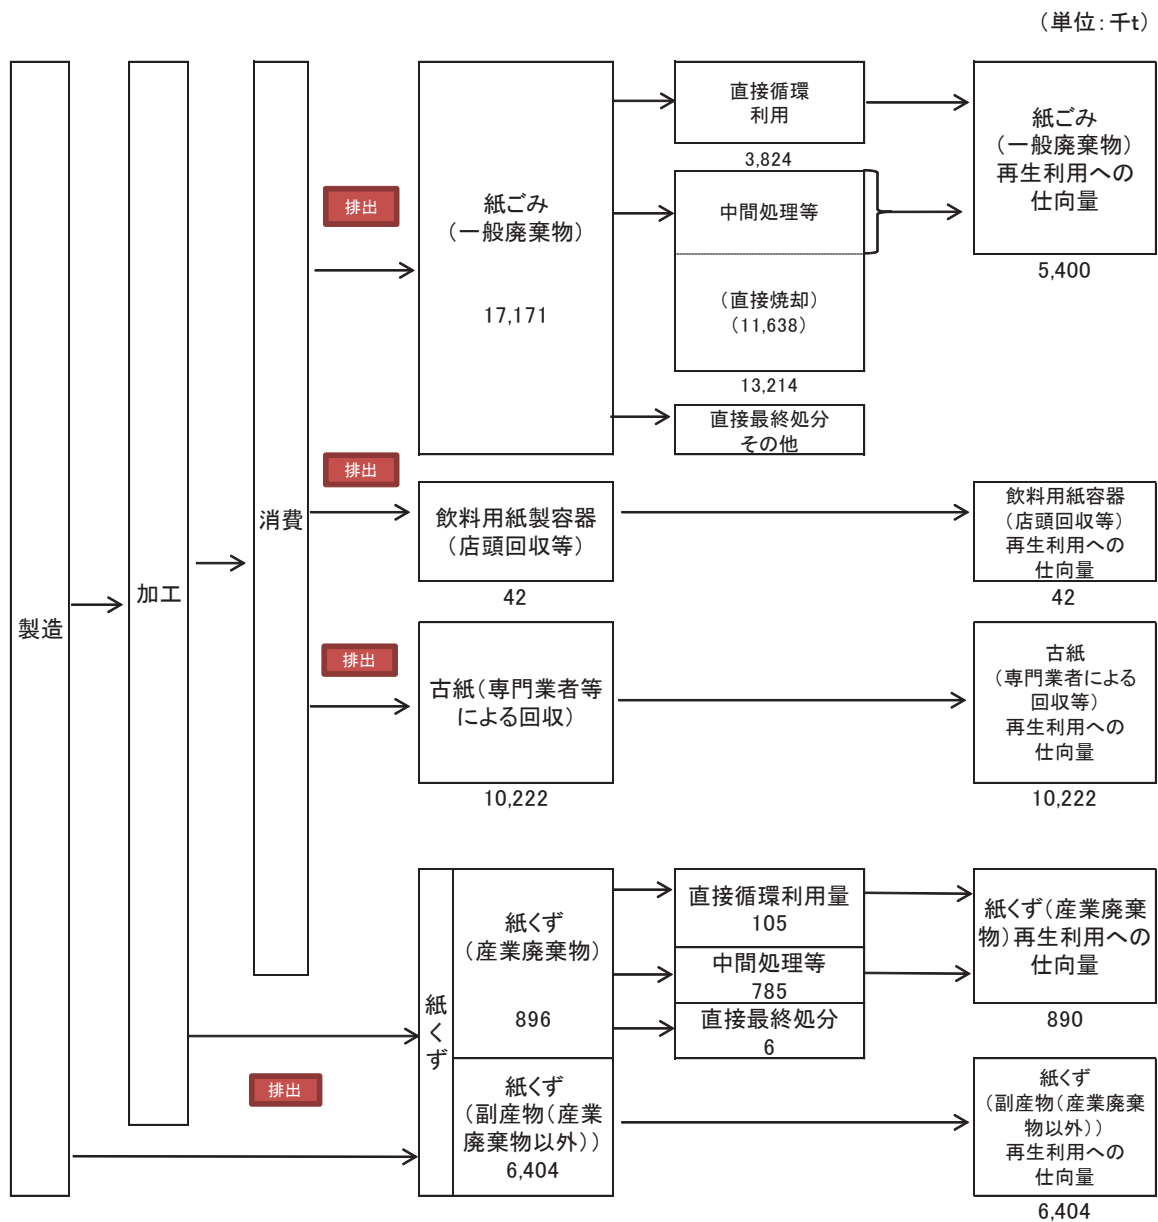 （単位：千t）
製造
加工
消費
排出
紙ごみ
（一般廃棄物）
17,171
直接循環
利用
3,824
中間処理等
（直接焼却）
（11,638）
13,214
直接最終処分
その他
紙ごみ
（一般廃棄物）
再生利用への
仕向量
5,400
排出
飲料用紙製容器
（店頭回収等）
42
飲料用紙容器
（店頭回収等）
再生利用への
仕向量
42
排出
古紙（専門業者等
による回収）
10,222
古紙
（専門業者による
回収等）
再生利用への
仕向量
10,222
排出
紙くず
紙くず
（産業廃棄物）
896
直接循環利用量
105
中間処理等
785
直接最終処分
6
紙くず（産業廃棄
物）再生利用への
仕向量
890
紙くず
（副産物（産業
廃棄物以外））
6,404
紙くず
（副産物（産業廃棄
物以外））
再生利用への
仕向量
6,404